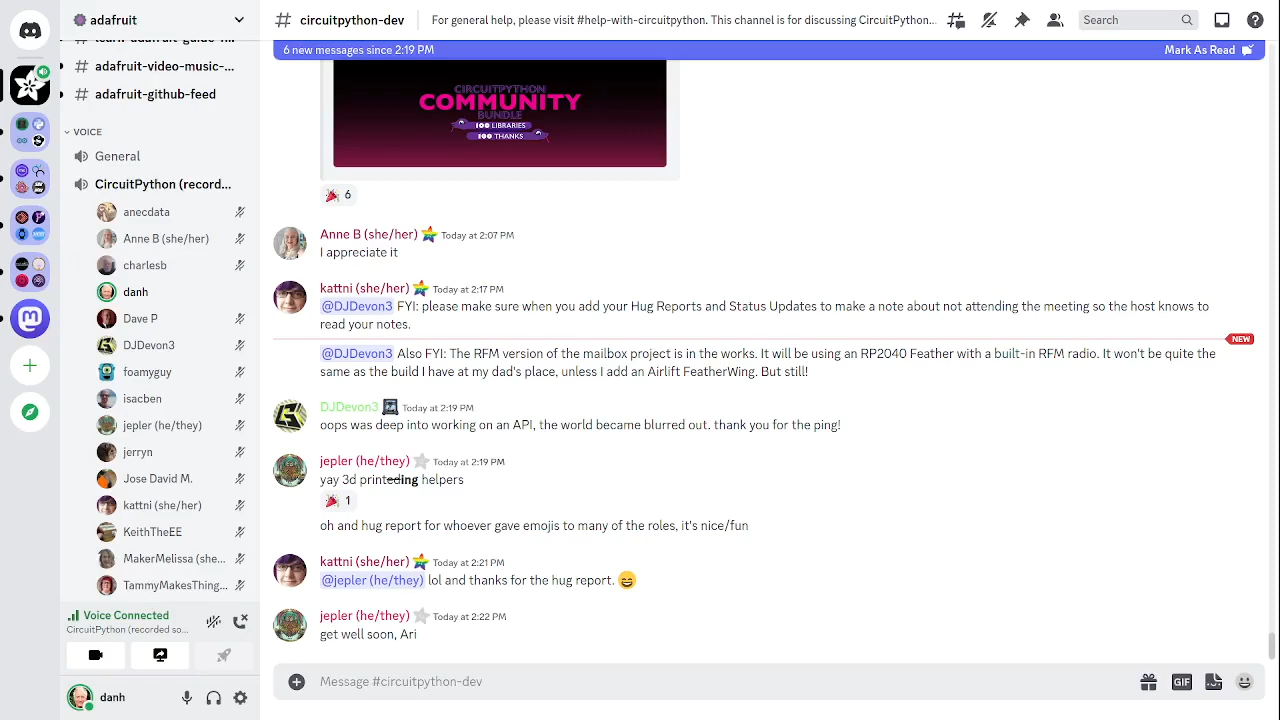 adafruit
# circuitpython-dev
For general help, please visit #help-with-circuitpython. This channel is for discussing CircuitPython...
Search
# adafruit-video-music-...
# adafruit-github-feed
VOICE
General
CircuitPython (record...
anecdata
Anne B (she/her)
charlesb
danh
Dave P
DJDevon3
foamyguy
isacben
jepler (he/they)
jerryn
Jose David M.
kattni (she/her)
KeithTheEE
MakerMelissa (she...
TammyMakesThing...
Voice Connected
CircuitPython (recorded so...
danh
6 new messages since 2:19 PM
Mark As Read
CIRCUITPYTHON
COMMUNITY
BUNDLE
100 LIBRARIES
100 THANKS
6
Anne B (she/her) Today at 2:07 PM
I appreciate it
kattni (she/her) Today at 2:17 PM
@DJDevon3 FYI: please make sure when you add your Hug Reports and Status Updates to make a note about not attending the meeting so the host knows to
read your notes.
NEW
@DJDevon3 Also FYI: The RFM version of the mailbox project is in the works. It will be using an RP2040 Feather with a built-in RFM radio. It won't be quite the
same as the build I have at my dad's place, unless I add an Airlift FeatherWing. But still!
DJDevon3 Today at 2:19 PM
oops was deep into working on an API, the world became blurred out. thank you for the ping!
jepler (he/they) Today at 2:19 PM
yay 3d printeding helpers
1
oh and hug report for whoever gave emojis to many of the roles, it's nice/fun
kattni (she/her) Today at 2:21 PM
@jepler (he/they) lol and thanks for the hug report.
jepler (he/they) Today at 2:22 PM
get well soon, Ari
Message #circuitpython-dev
GIF